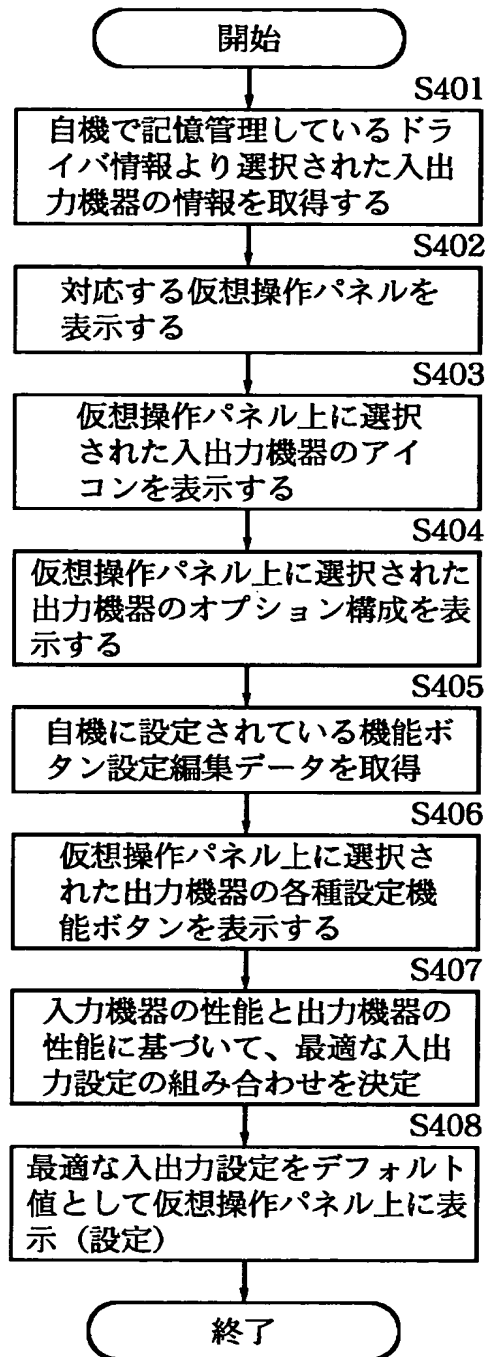 開始
S401
自機で記憶管理しているドラ
イバ情報より選択された入出
力機器の情報を取得する
S402
対応する仮想操作パネルを
表示する
S403
仮想操作パネル上に選択
された入出力機器のアイ
コンを表示する
S404
仮想操作パネル上に選択された
出力機器のオプション構成を表
示する
S405
自機に設定されている機能ボ
タン設定編集データを取得
S406
仮想操作パネル上に選択さ
れた出力機器の各種設定機
能ボタンを表示する
S407
入力機器の性能と出力機器の
性能に基づいて、最適な入出
力設定の組み合わせを決定
S408
最適な入出力設定をデフォルト
値として仮想操作パネル上に表
示（設定）
終了